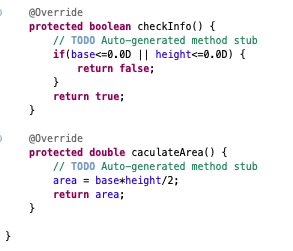 @Override
protected boolean checkInfo() {
// TODO Auto-generated method stub
if(base<=0.0D || height<=0.0D) {
return false;
}
return true;
}
@Override
protected double caculateArea() {
// TODO Auto-generated method stub
area = base*height/2;
return area;
}
}